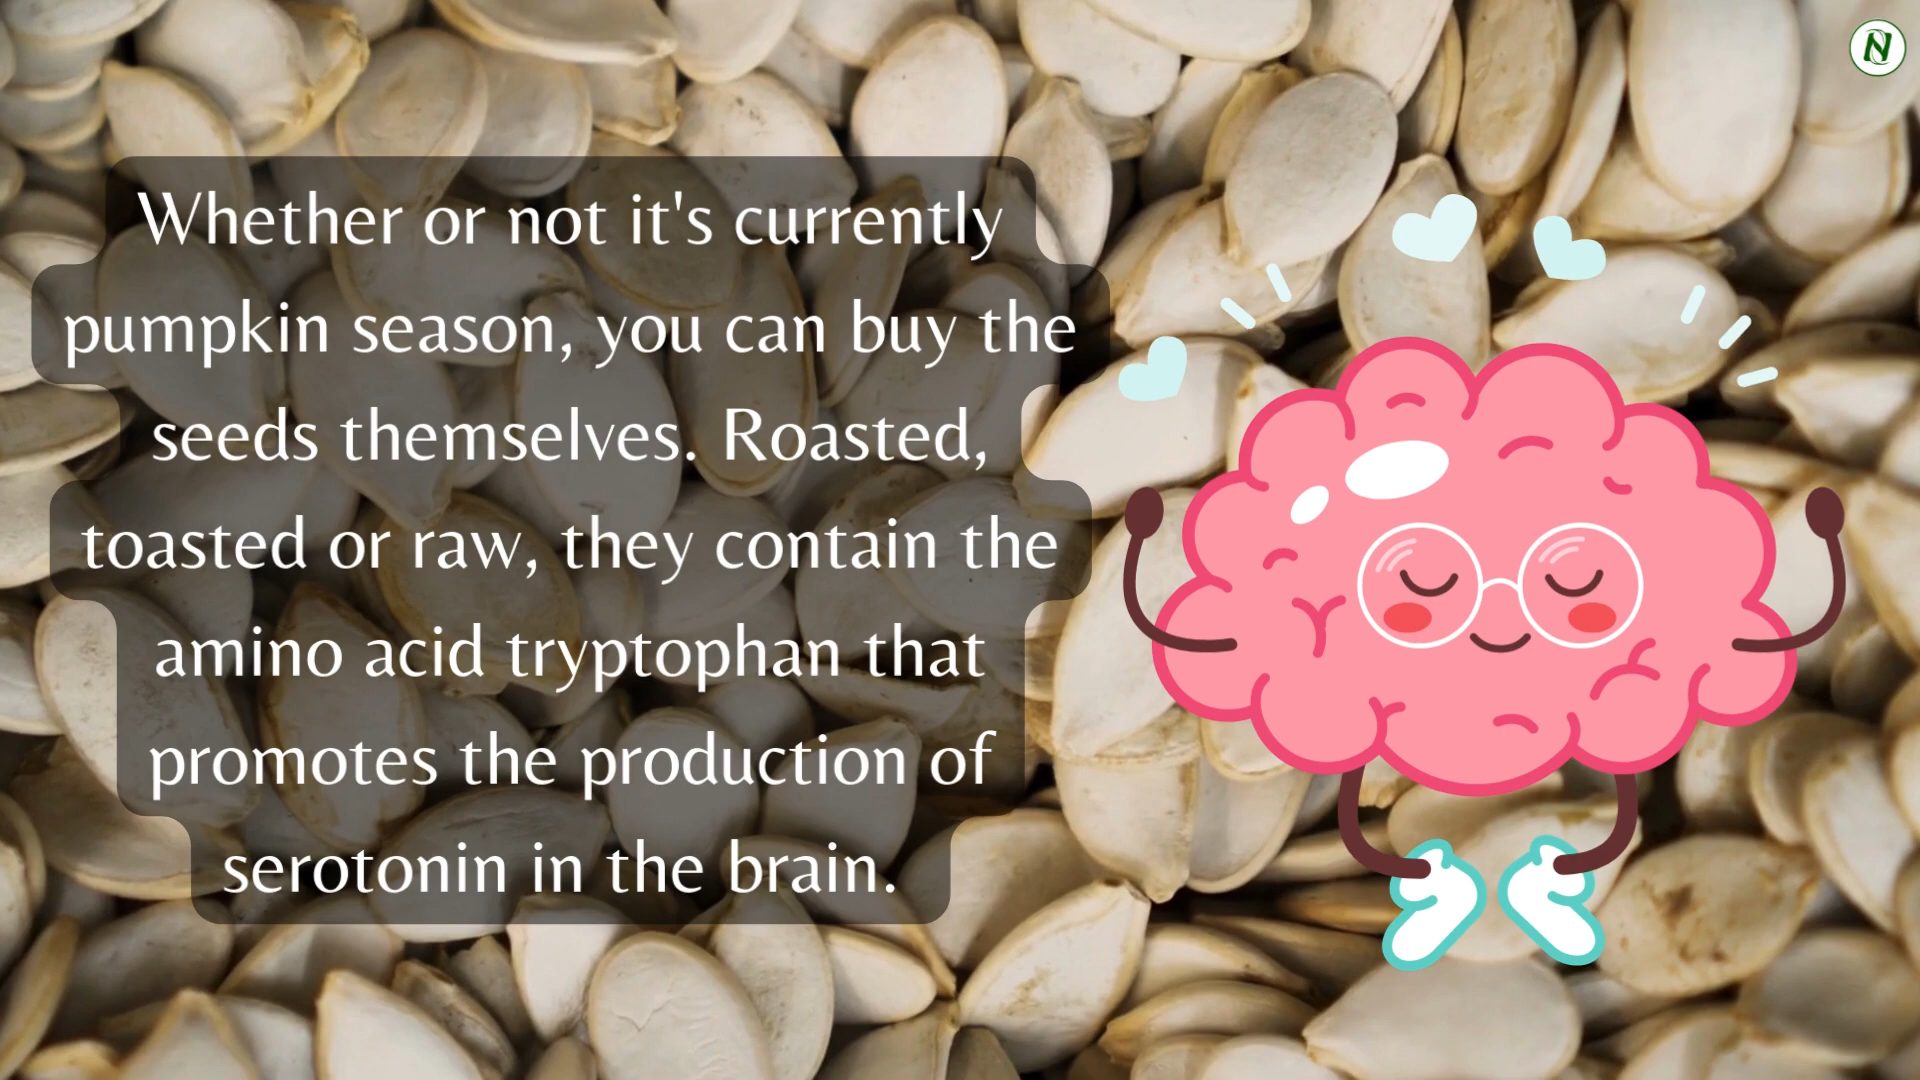 Whether or not it's currently
pumpkin season, you can buy the
seeds themselves. Roasted,
toasted or raw, they contain the
amino acid tryptophan that
promotes the production of
serotonin in the brain.
N